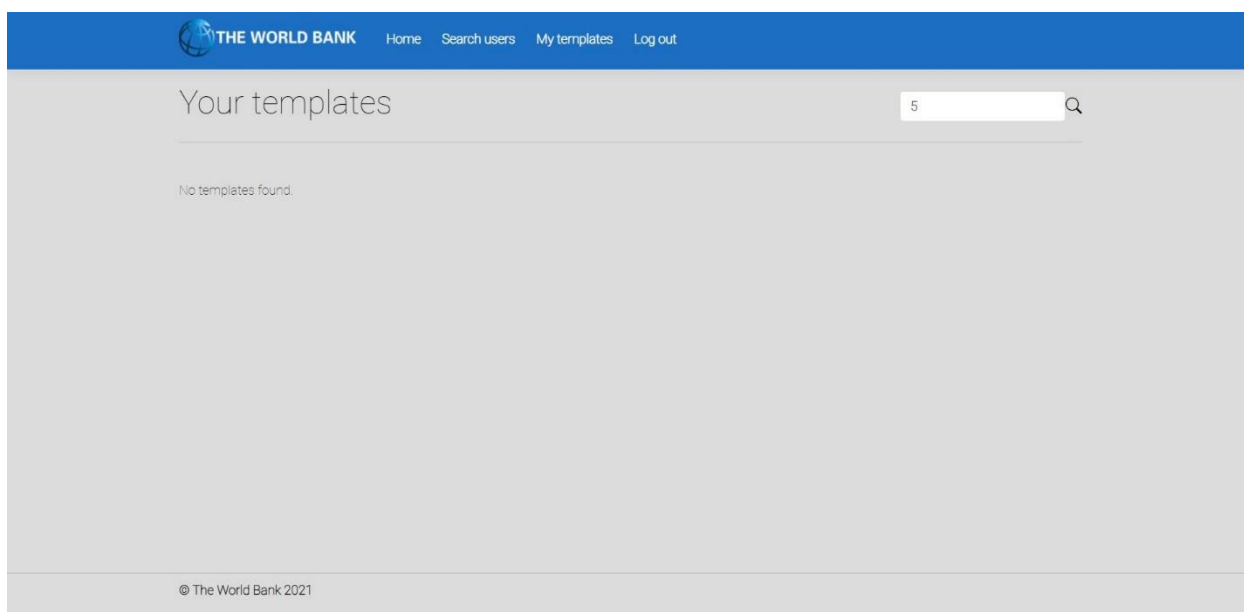 THE WORLD BANK Home Search users My templates Log out
Your templates
5
No templates found.
© The World Bank 2021